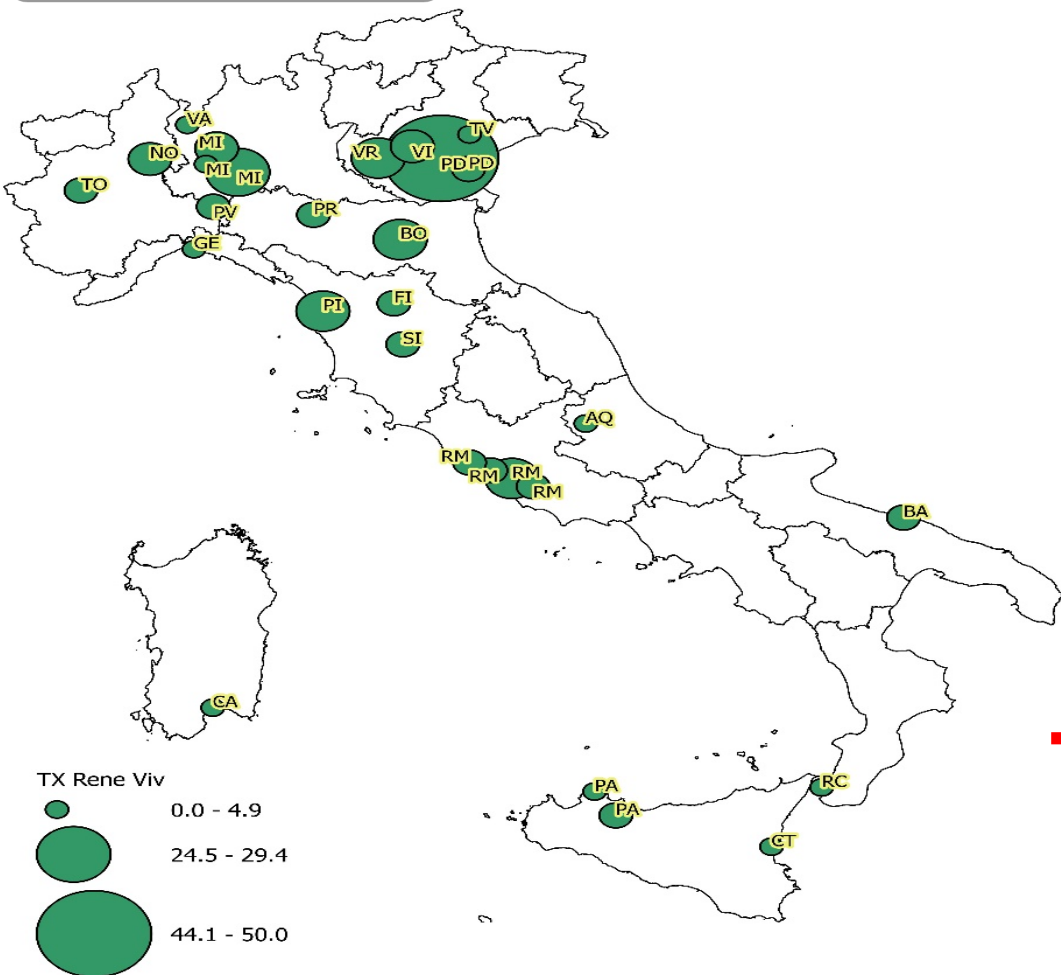 VA
TV
MI
VR
VI
NO
PD
PD
MI
MI
TO
PV
PR
BO
GE
PI
FI
SI
AQ
RM
RM
RM
RM
BA
CA
TX Rene Viv
0.0 - 4.9
24.5 - 29.4
44.1 - 50.0
PA
PA
RC
CT